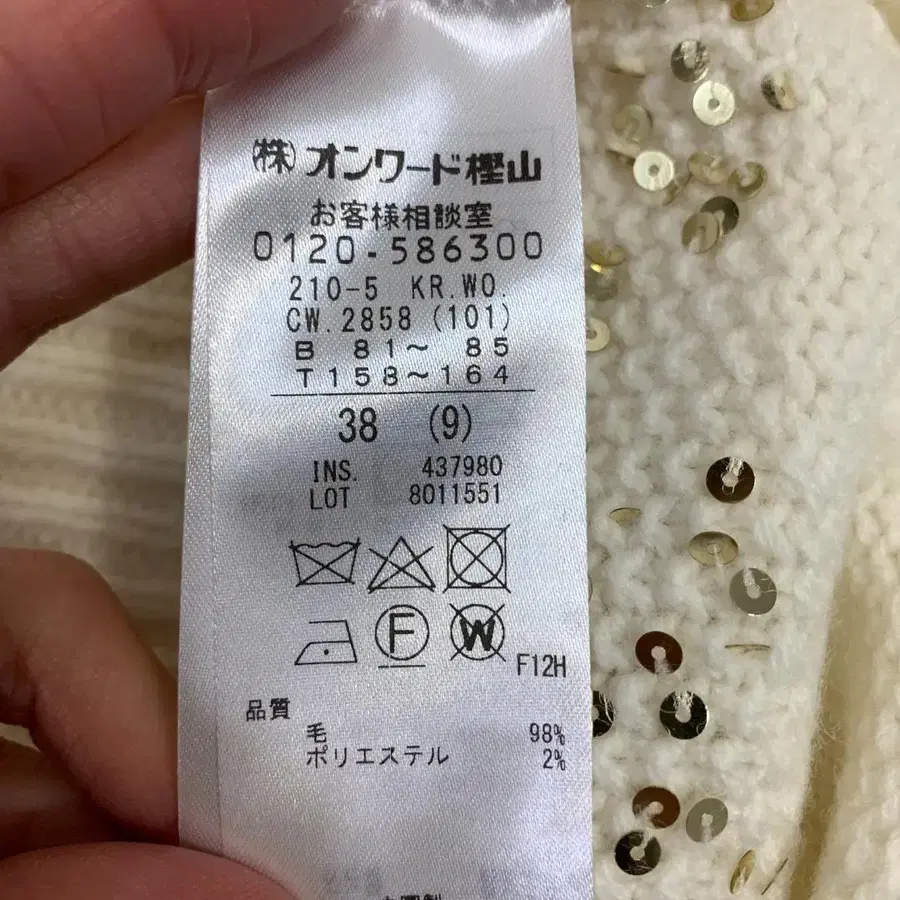 ㈱オンワード樫山
お客様相談室
0120-586300
210-5 KR.WO
CW.2858 (101)
B 81～ 85
T158～164
38 (9)
INS. 437980
LOT 8011551
F
W
F12H
品質
毛 98%
ポリエステル 2%